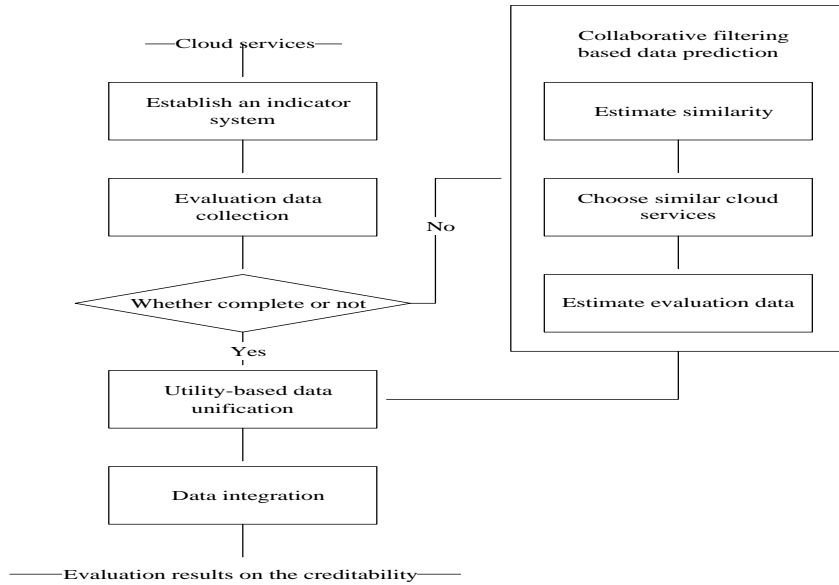 Cloud services
Establish an indicator
system
Evaluation data
collection
Whether complete or not
Yes
No
Utility-based data
unification
Data integration
Evaluation results on the creditability
Collaborative filtering
based data prediction
Estimate similarity
Choose similar cloud
services
Estimate evaluation data